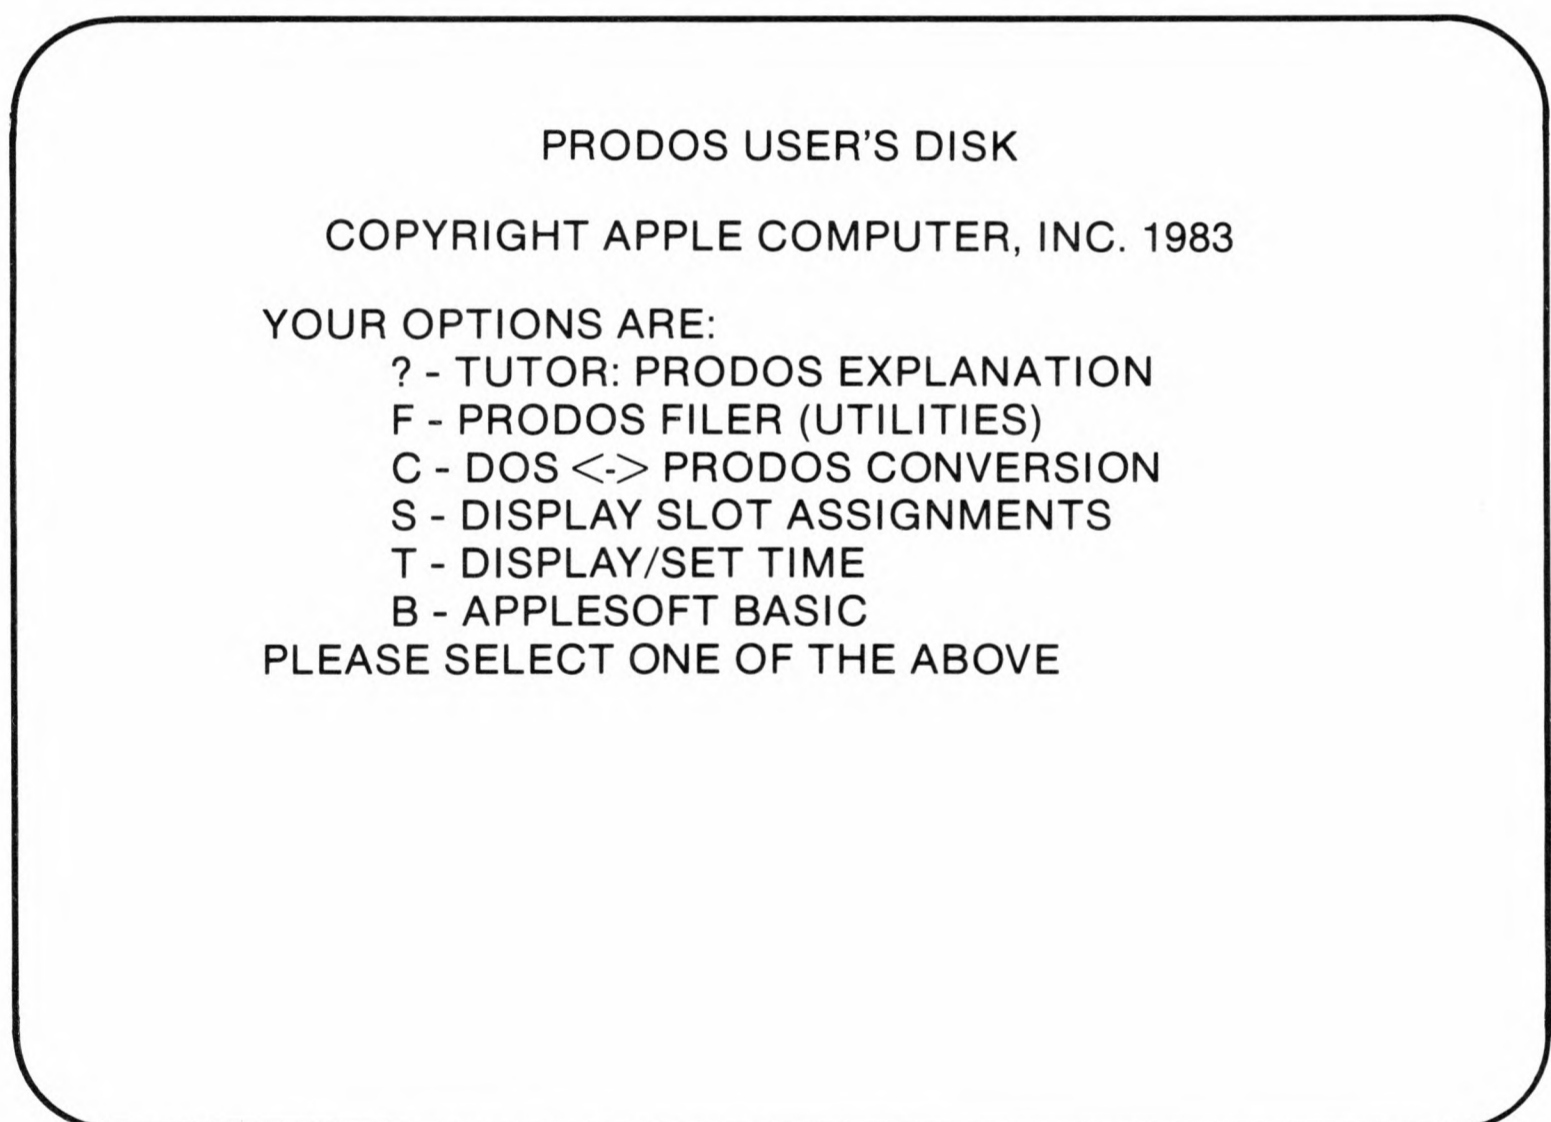 PRODOS USER'S DISK
COPYRIGHT APPLE COMPUTER, INC. 1983
YOUR OPTIONS ARE:
? - TUTOR: PRODOS EXPLANATION
F - PRODOS FILER (UTILITIES)
C - DOS <-> PRODOS CONVERSION
S - DISPLAY SLOT ASSIGNMENTS
T - DISPLAY/SET TIME
B - APPLESOFT BASIC
PLEASE SELECT ONE OF THE ABOVE